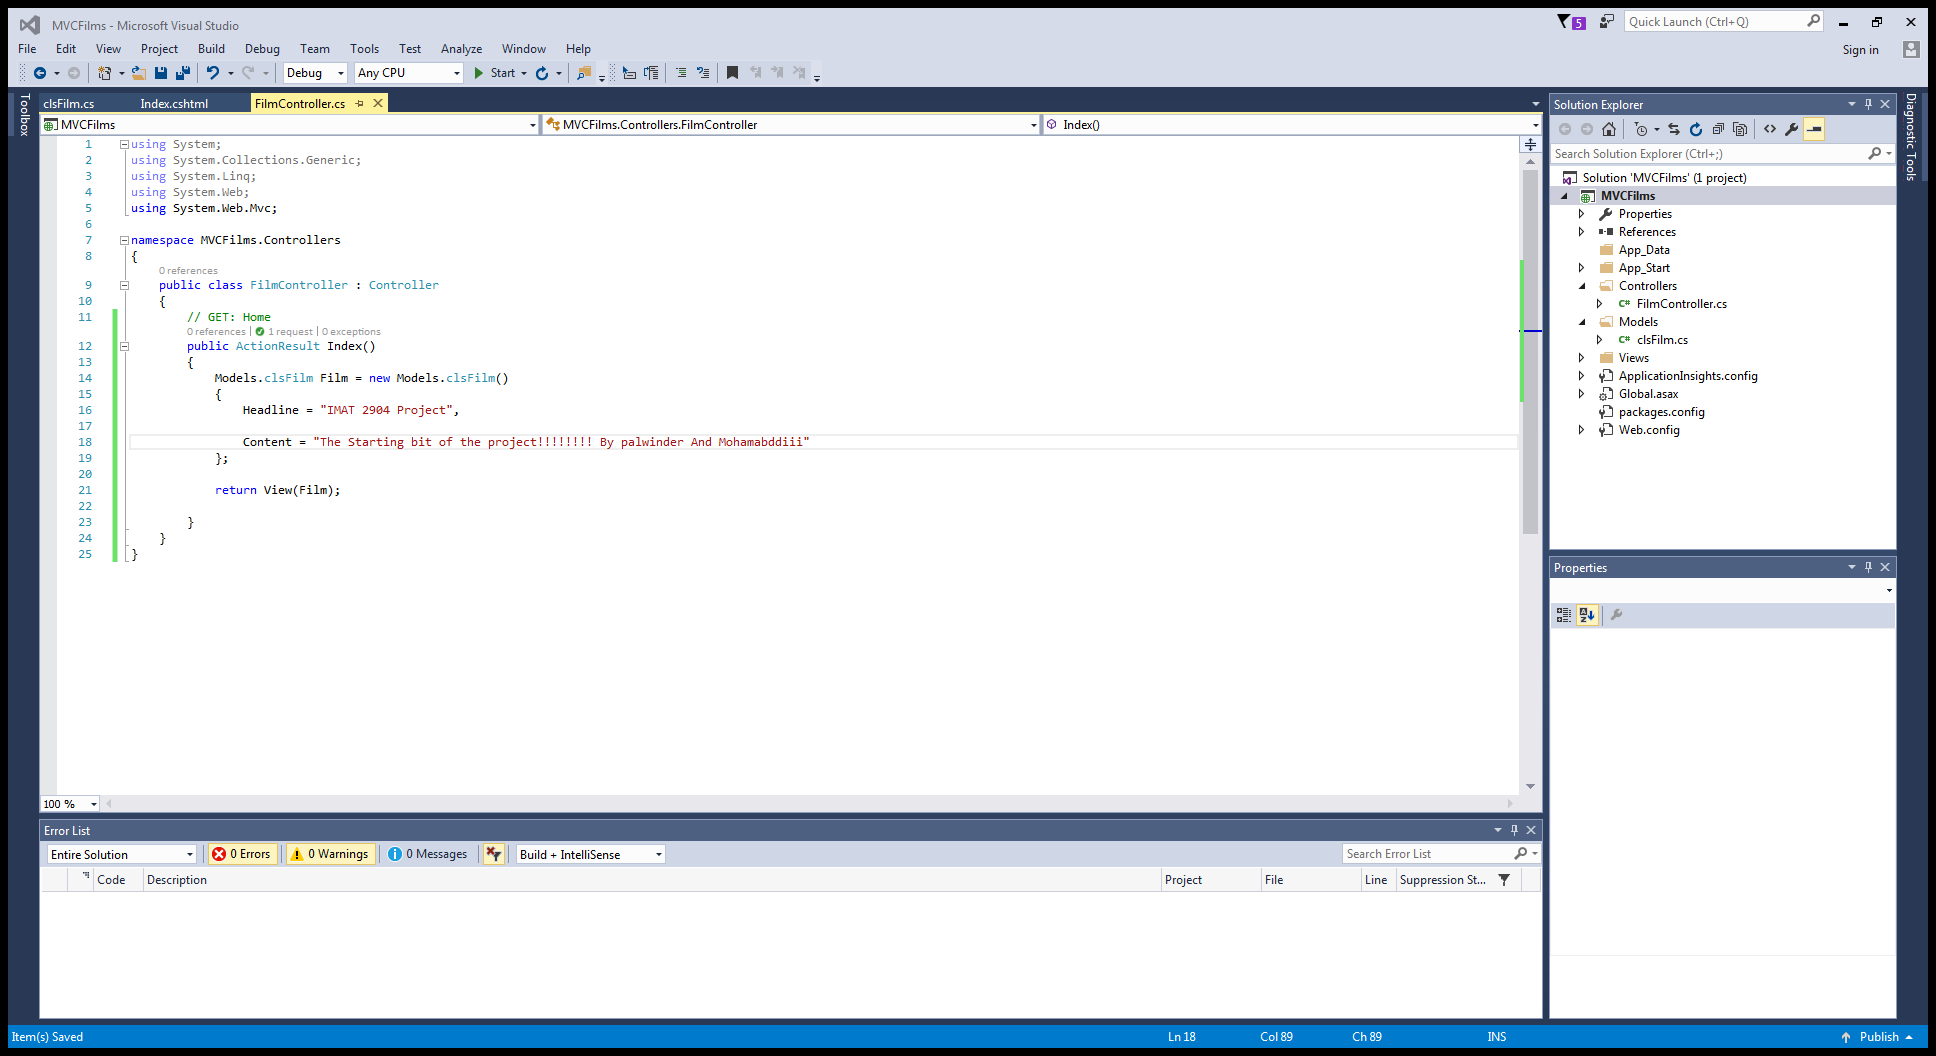 MVCFilms - Microsoft Visual Studio
5
Quick Launch (Ctrl+Q)
File Edit View Project Build Debug Team Tools Test Analyze Window Help
Sign in
Debug Any CPU Start
Toolbox
clsFilm.cs Index.cshtml FilmController.cs
MVCFilms MVCFilms.Controllers.FilmController Index()
1 using System;
2 using System.Collections.Generic;
3 using System.Linq;
4 using System.Web;
5 using System.Web.Mvc;
6
7 namespace MVCFilms.Controllers
8 {
0 references
9 public class FilmController : Controller
10 {
11 // GET: Home
0 references | 1 request | 0 exceptions
12 public ActionResult Index()
13 {
14 Models.clsFilm Film = new Models.clsFilm()
15 {
16 Headline = "IMAT 2904 Project",
17
18 Content = "The Starting bit of the project!!!!!!!! By palwinder And Mohamabddiii"
19 };
20
21 return View(Film);
22
23 }
24 }
25 }
100 %
Error List
Entire Solution 0 Errors 0 Warnings 0 Messages Build + IntelliSense Search Error List
Code Description Project File Line Suppression St...
Solution Explorer
Search Solution Explorer (Ctrl+;)
Solution 'MVCFilms' (1 project)
MVCFilms
Properties
References
App_Data
App_Start
Controllers
C# FilmController.cs
Models
C# clsFilm.cs
Views
ApplicationInsights.config
Global.asax
packages.config
Web.config
Properties
Diagnostic Tools
Item(s) Saved Ln 18 Col 89 Ch 89 INS Publish